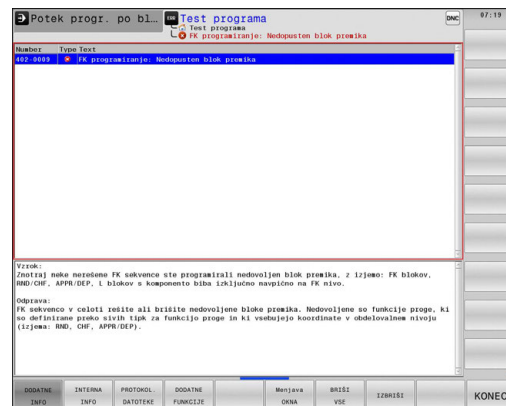 Potek progr. po bl…
Test programa
DNC
07:19
Test programa
FK programiranje: Nedopusten blok premika
Number Type Text
402-0009 FK programiranje: Nedopusten blok premika
Vzrok:
Znotraj neke nerešene FK sekvence ste programirali nedovoljen blok premika, z izjemo: FK blokov,
RND/CHF, APPR/DEP, L blokov s komponento biba izključno navpično na FK nivo.
Odprava:
FK sekvenco v celoti rešite ali brišite nedovoljene bloke premika. Nedovoljene so funkcije proge, ki
so definirane preko sivih tipk za funkcijo proge in ki vsebujejo koordinate v obdelovalnem nivoju
(izjema: RND, CHF, APPR/DEP).
DODATNE INFO
INTERNA INFO
PROTOKOL. DATOTEKE
DODATNE FUNKCIJE
Menjava OKNA
BRIŠI VSE
IZBRIŠI
KONEC